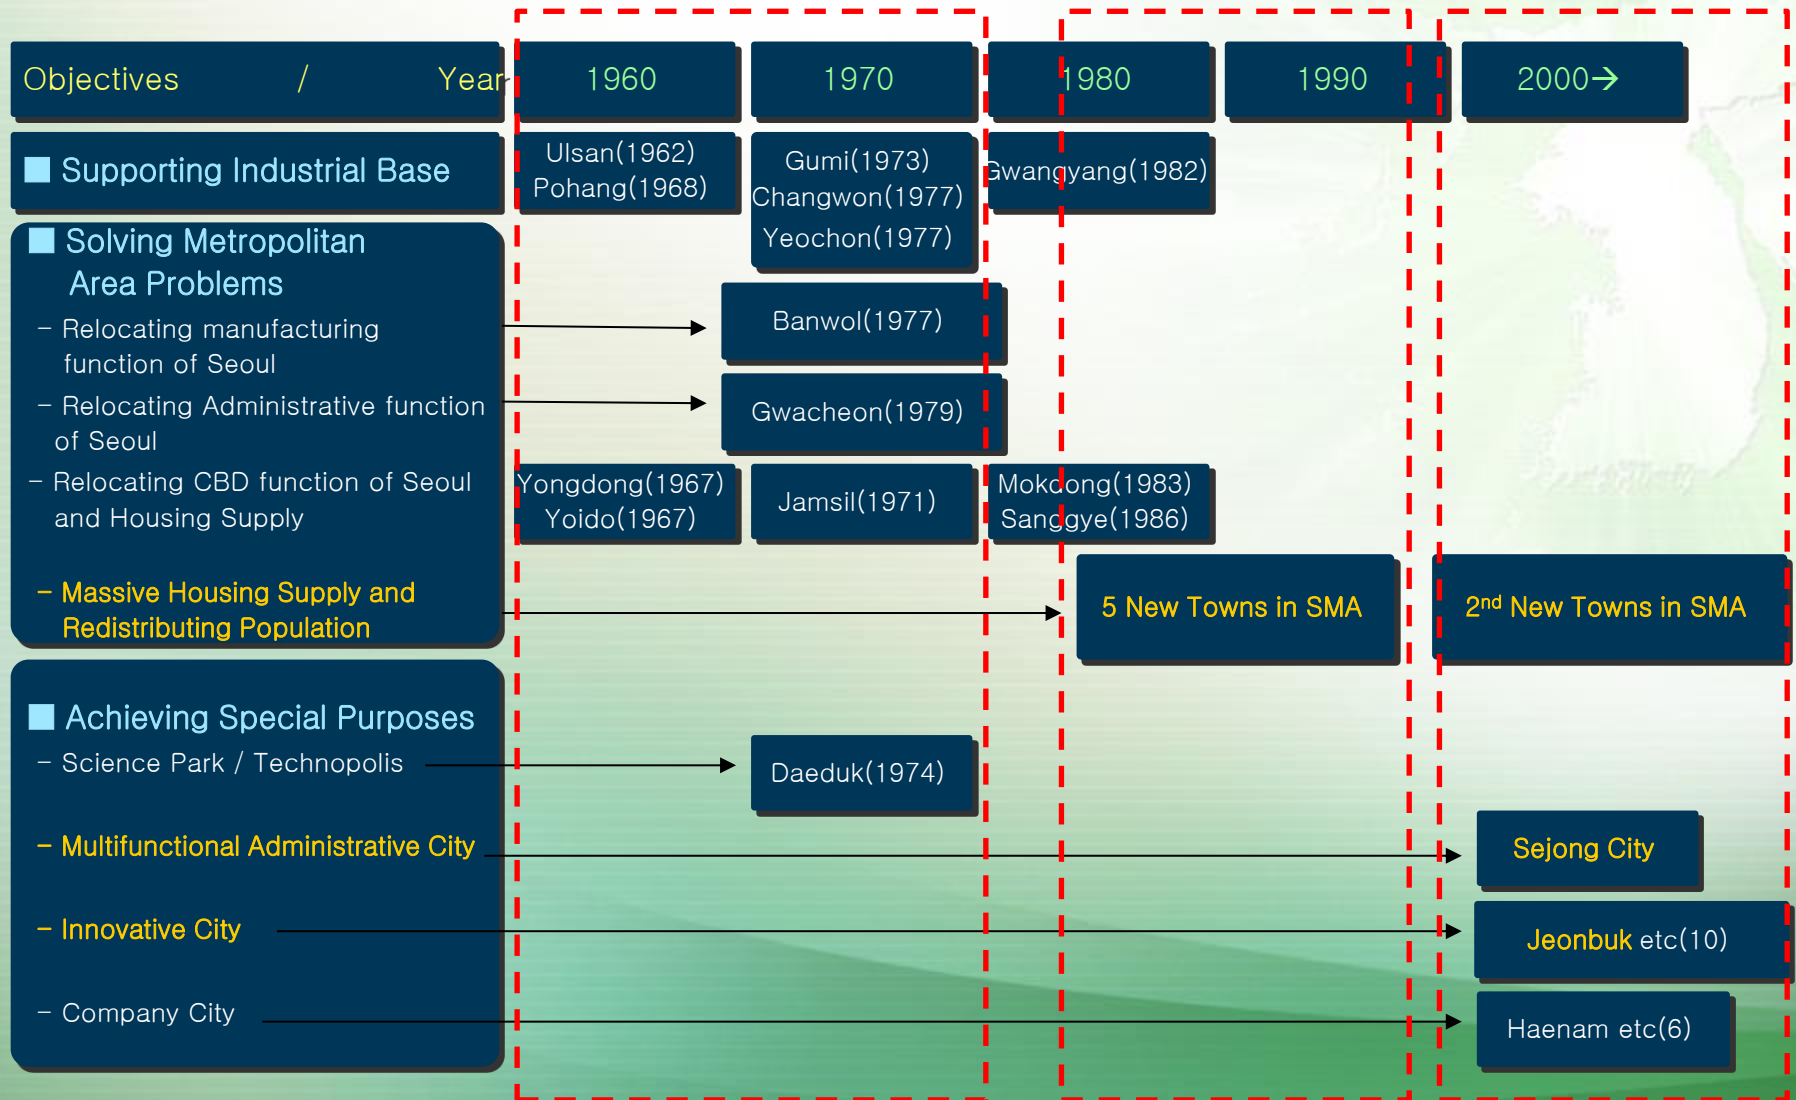 Objectives / Year 1960 1970 1980 1990 2000→
■ Supporting Industrial Base
Ulsan(1962)
Pohang(1968)
Gumi(1973)
Changwon(1977)
Yeochon(1977)
Gwangyang(1982)
■ Solving Metropolitan
Area Problems
- Relocating manufacturing
function of Seoul
Banwol(1977)
- Relocating Administrative function
of Seoul
Gwacheon(1979)
- Relocating CBD function of Seoul
and Housing Supply
Yongdong(1967)
Yoido(1967)
Jamsil(1971)
Mokdong(1983)
Sanggye(1986)
- Massive Housing Supply and
Redistributing Population
5 New Towns in SMA
2nd New Towns in SMA
■ Achieving Special Purposes
- Science Park / Technopolis
Daeduk(1974)
- Multifunctional Administrative City
Sejong City
- Innovative City
Jeonbuk etc(10)
- Company City
Haenam etc(6)